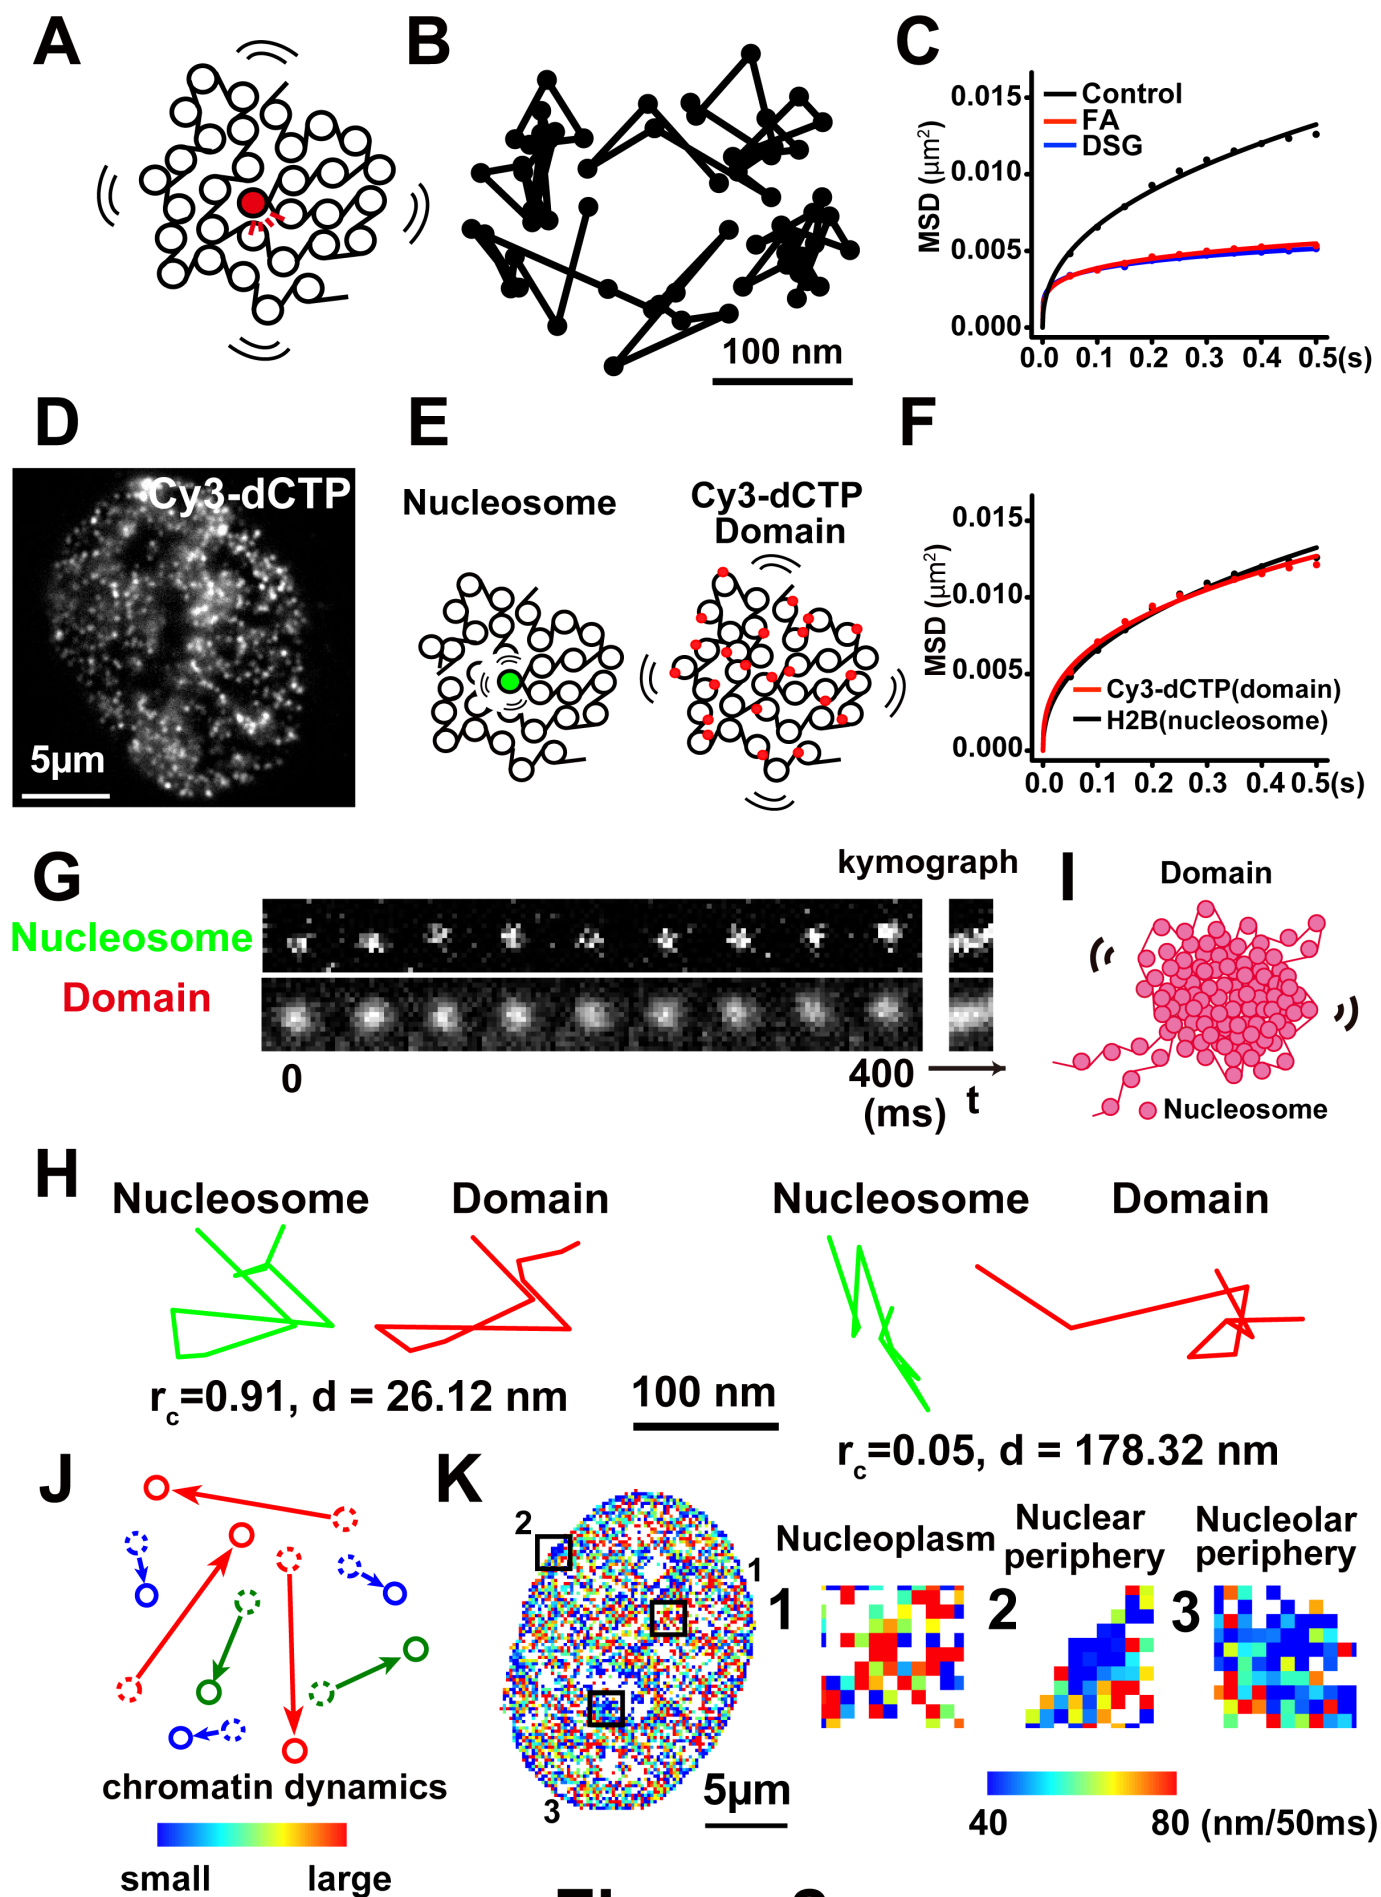 A
B
C
0.015
0.010
0.005
0.000
MSD (μm²)
Control
FA
DSG
0.0 0.1 0.2 0.3 0.4 0.5(s)
100 nm
D
Cy3-dCTP
5μm
E
Nucleosome
Cy3-dCTP
Domain
F
0.015
0.010
0.005
0.000
MSD (μm²)
Cy3-dCTP(domain)
H2B(nucleosome)
0.0 0.1 0.2 0.3 0.4 0.5(s)
G
kymograph
Nucleosome
Domain
0
400
(ms)
t
I
Domain
Nucleosome
H
Nucleosome Domain
rc=0.91, d = 26.12 nm
100 nm
Nucleosome Domain
rc=0.05, d = 178.32 nm
J
chromatin dynamics
small large
K
2
1
3
5μm
Nucleoplasm
1
Nuclear
periphery
2
Nucleolar
periphery
3
40 80 (nm/50ms)